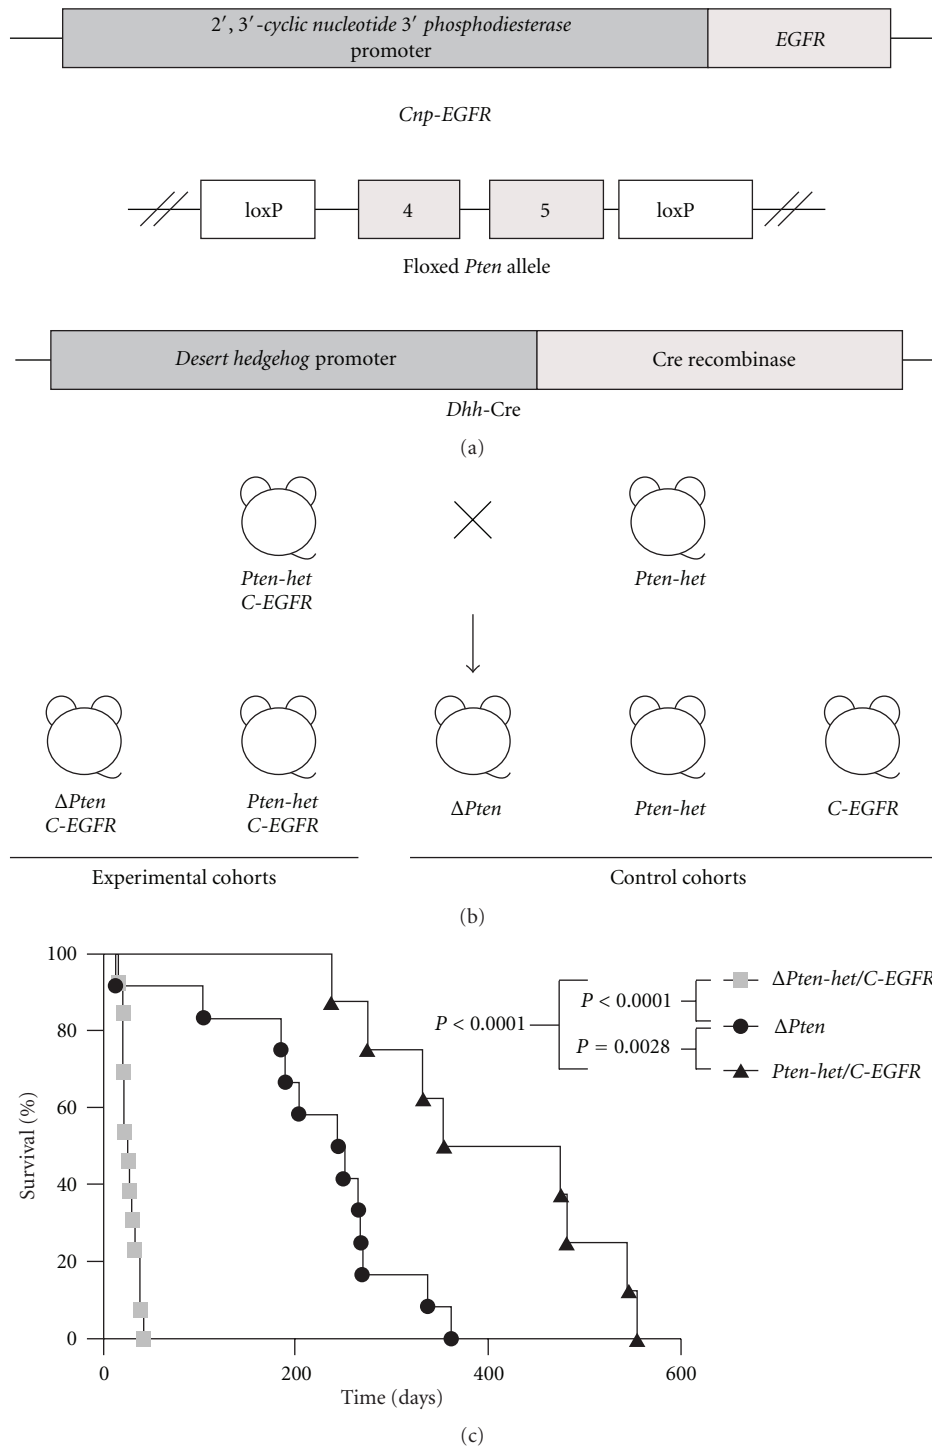 2′, 3′-cyclic nucleotide 3′ phosphodiesterase
promoter
EGFR
Cnp-EGFR
loxP
4
5
loxP
Floxed Pten allele
Desert hedgehog promoter
Cre recombinase
Dhh-Cre
(a)
Pten-het
C-EGFR
Pten-het
ΔPten
C-EGFR
Pten-het
C-EGFR
ΔPten
Pten-het
C-EGFR
Experimental cohorts
Control cohorts
(b)
100
80
60
40
20
0
Survival (%)
0
200
400
600
Time (days)
P < 0.0001
P < 0.0001
P = 0.0028
ΔPten-het/C-EGFR
ΔPten
Pten-het/C-EGFR
(c)